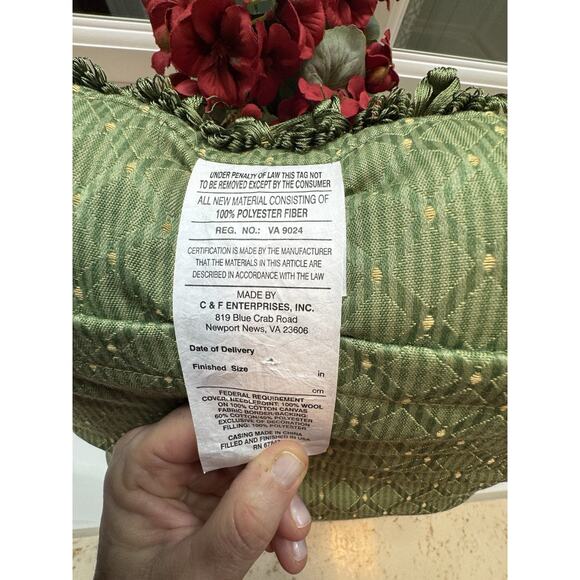 UNDER PENALTY OF LAW THIS TAG NOT
TO BE REMOVED EXCEPT BY THE CONSUMER
ALL NEW MATERIAL CONSISTING OF
100% POLYESTER FIBER
REG. NO.: VA 9024
CERTIFICATION IS MADE BY THE MANUFACTURER
THAT THE MATERIALS IN THIS ARTICLE ARE
DESCRIBED IN ACCORDANCE WITH THE LAW
MADE BY
C & F ENTERPRISES, INC.
819 Blue Crab Road
Newport News, VA 23606
Date of Delivery
Finished Size in
cm
FEDERAL REQUIREMENT
COVER: NEEDLEPOINT: 100% WOOL
ON 100% COTTON CANVAS
FABRIC BORDER/BACKING
60% COTTON/40% POLYESTER
EXCLUSIVE OF DECORATION
FILLING: 100% POLYESTER
CASING MADE IN CHINA
FILLED AND FINISHED IN USA
RN